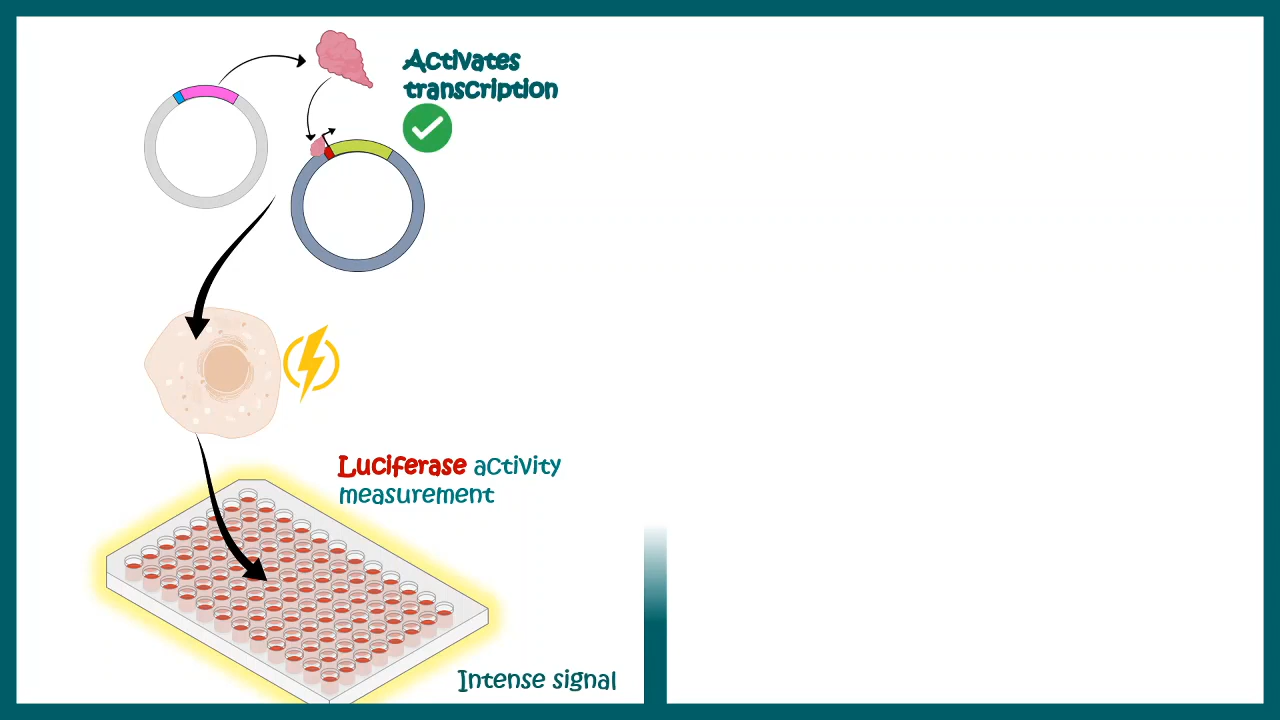 Activates
transcription
Luciferase activity
measurement
Intense signal